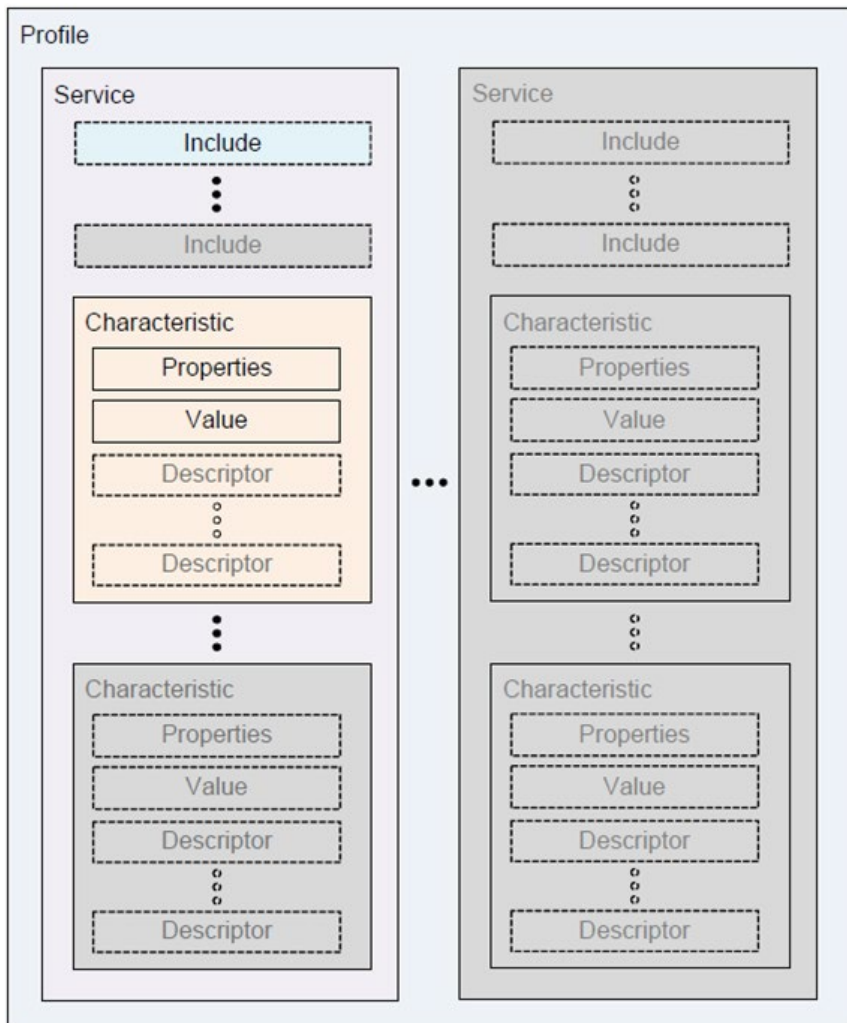 Profile
Service
Include
Include
Characteristic
Properties
Value
Descriptor
Descriptor
Characteristic
Properties
Value
Descriptor
Descriptor
Service
Include
Include
Characteristic
Properties
Value
Descriptor
Descriptor
Characteristic
Properties
Value
Descriptor
Descriptor